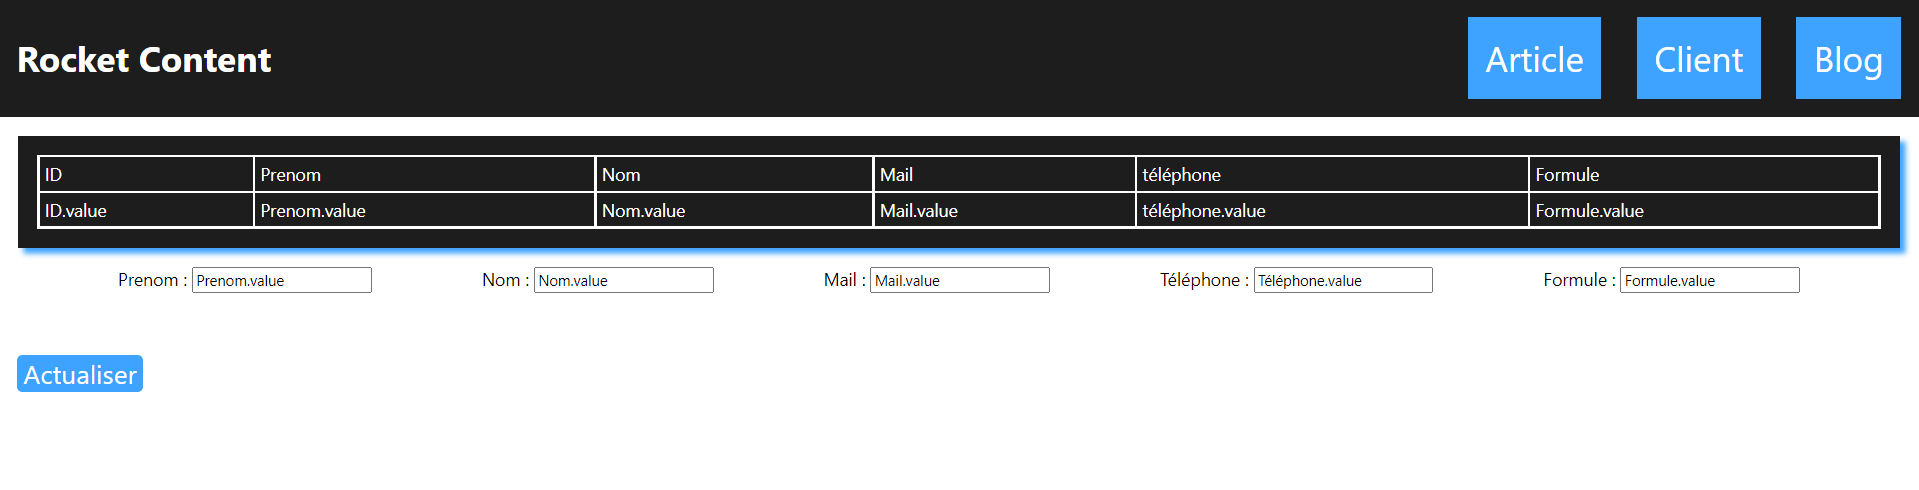 Rocket Content Article Client Blog
ID Prenom Nom Mail téléphone Formule
ID.value Prenom.value Nom.value Mail.value téléphone.value Formule.value
Prenom : Prenom.value Nom : Nom.value Mail : Mail.value Téléphone : Téléphone.value Formule : Formule.value
Actualiser